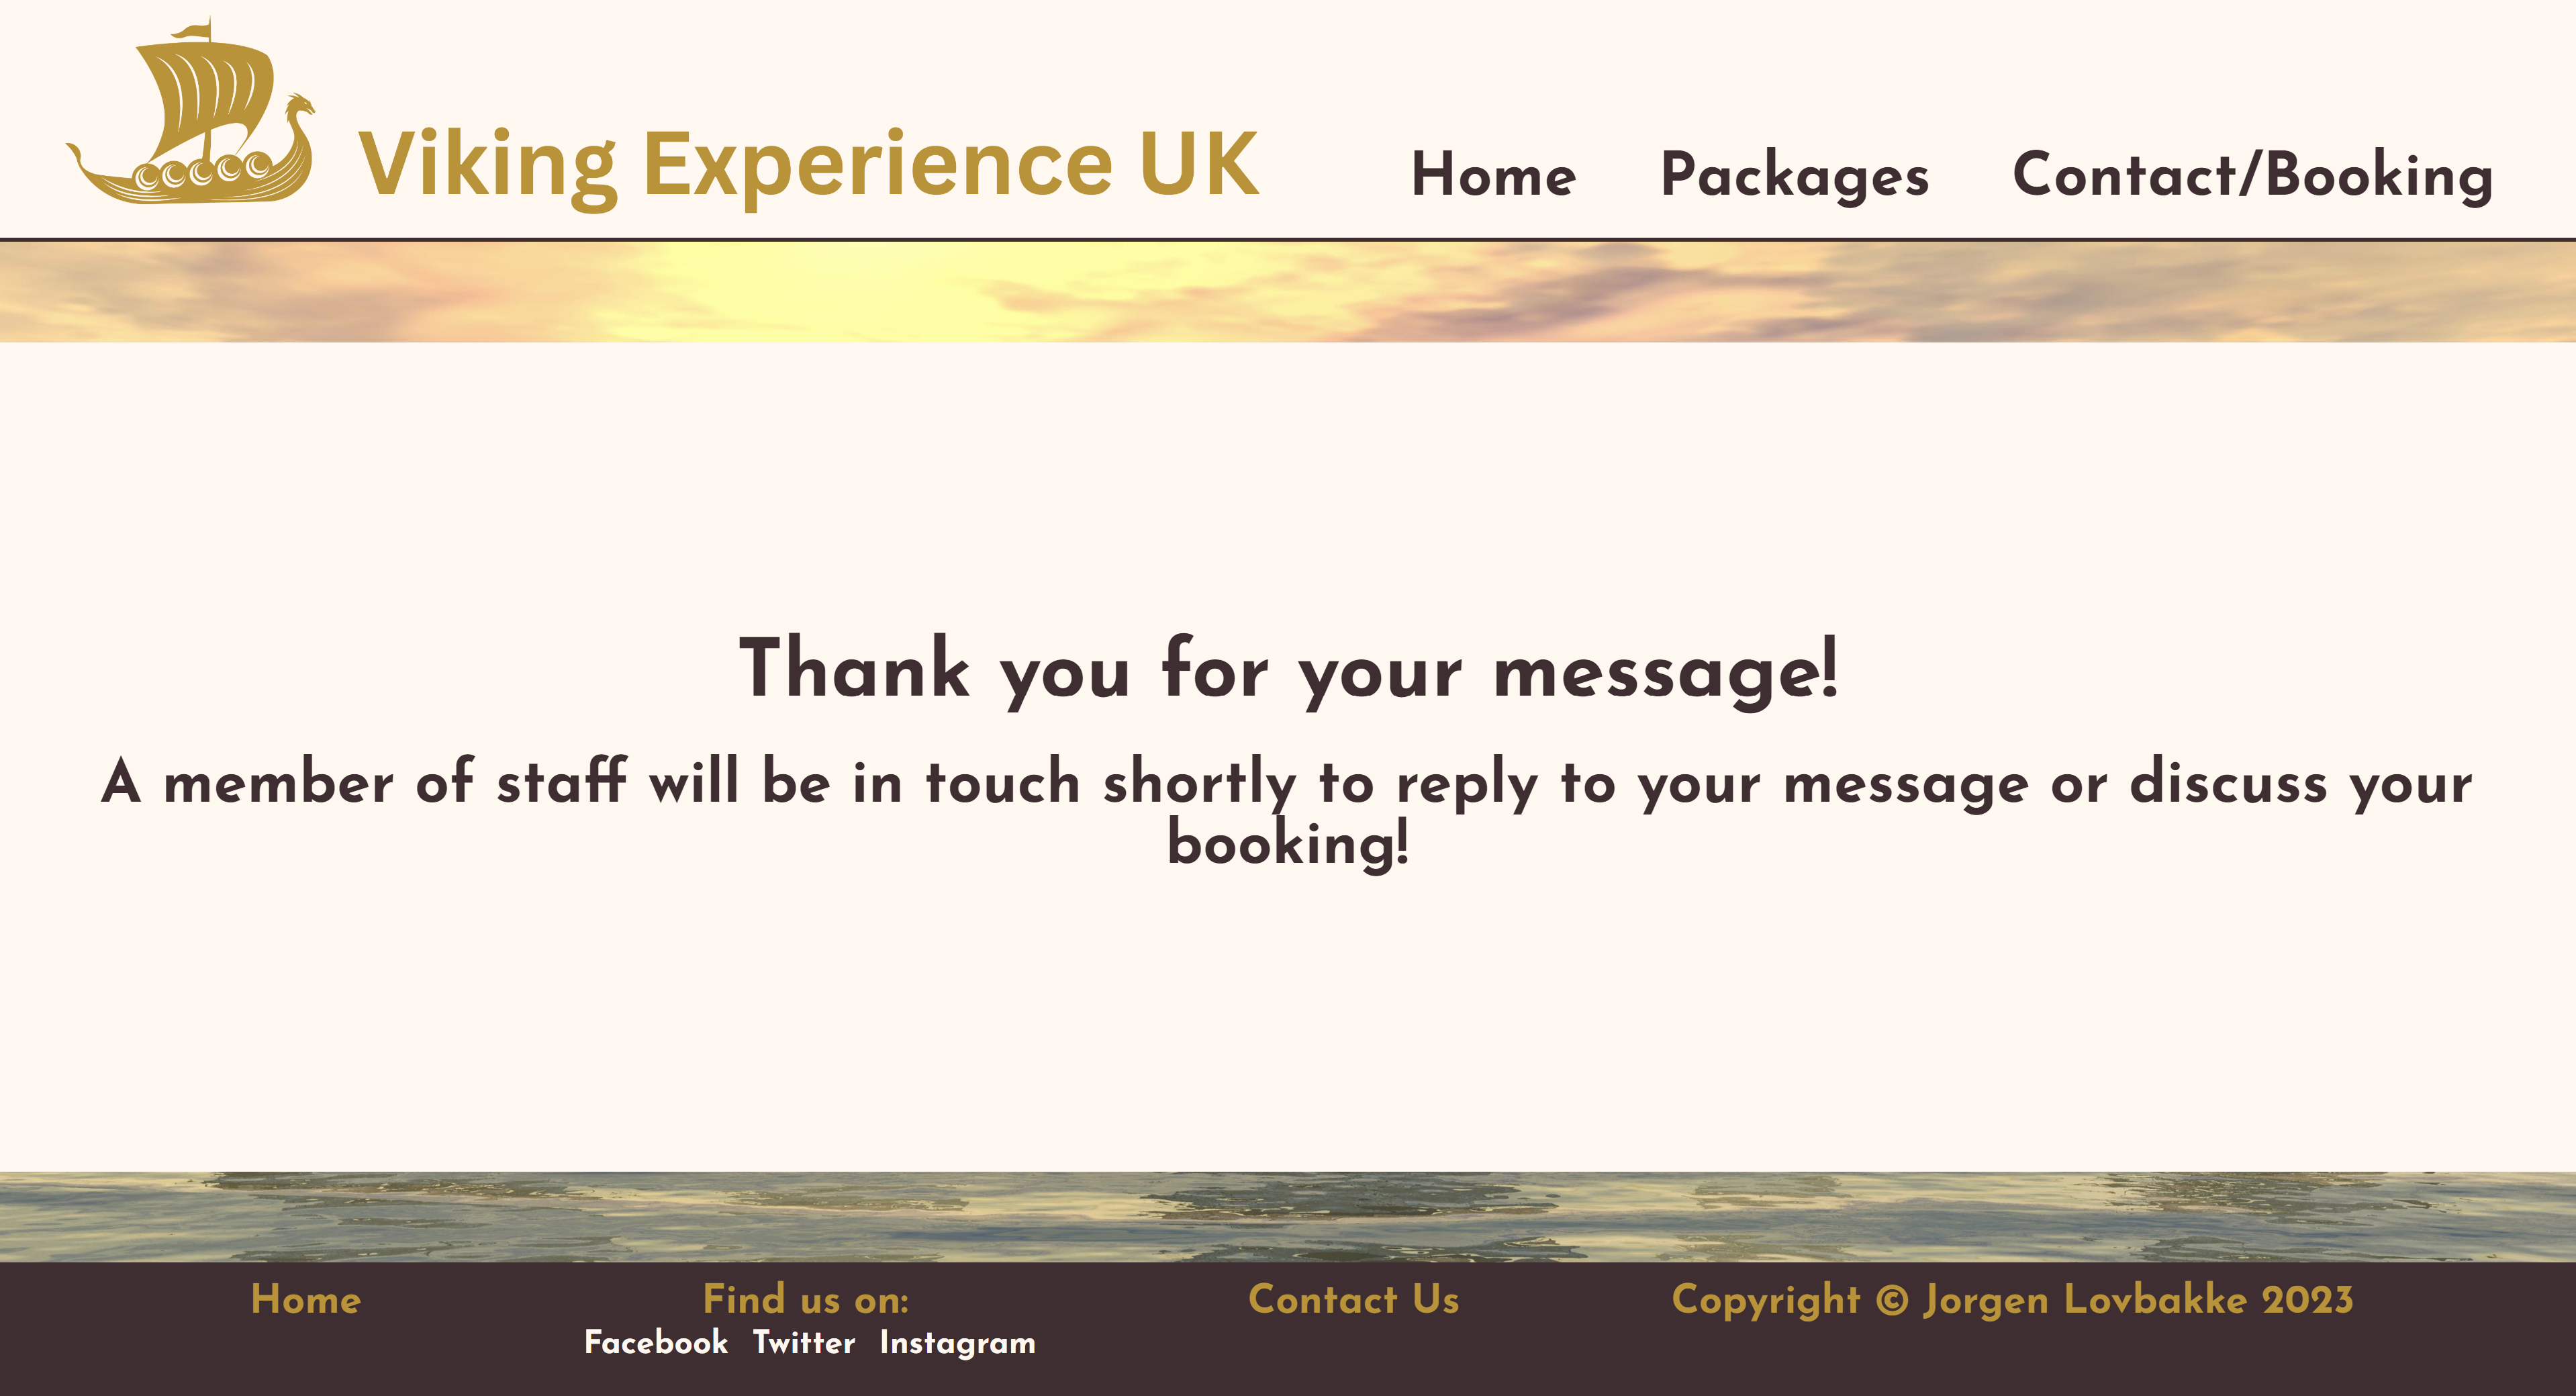 Viking Experience UK
Home Packages Contact/Booking
Thank you for your message!
A member of staff will be in touch shortly to reply to your message or discuss your
booking!
Home Find us on: Contact Us Copyright © Jorgen Lovbakke 2023
Facebook Twitter Instagram